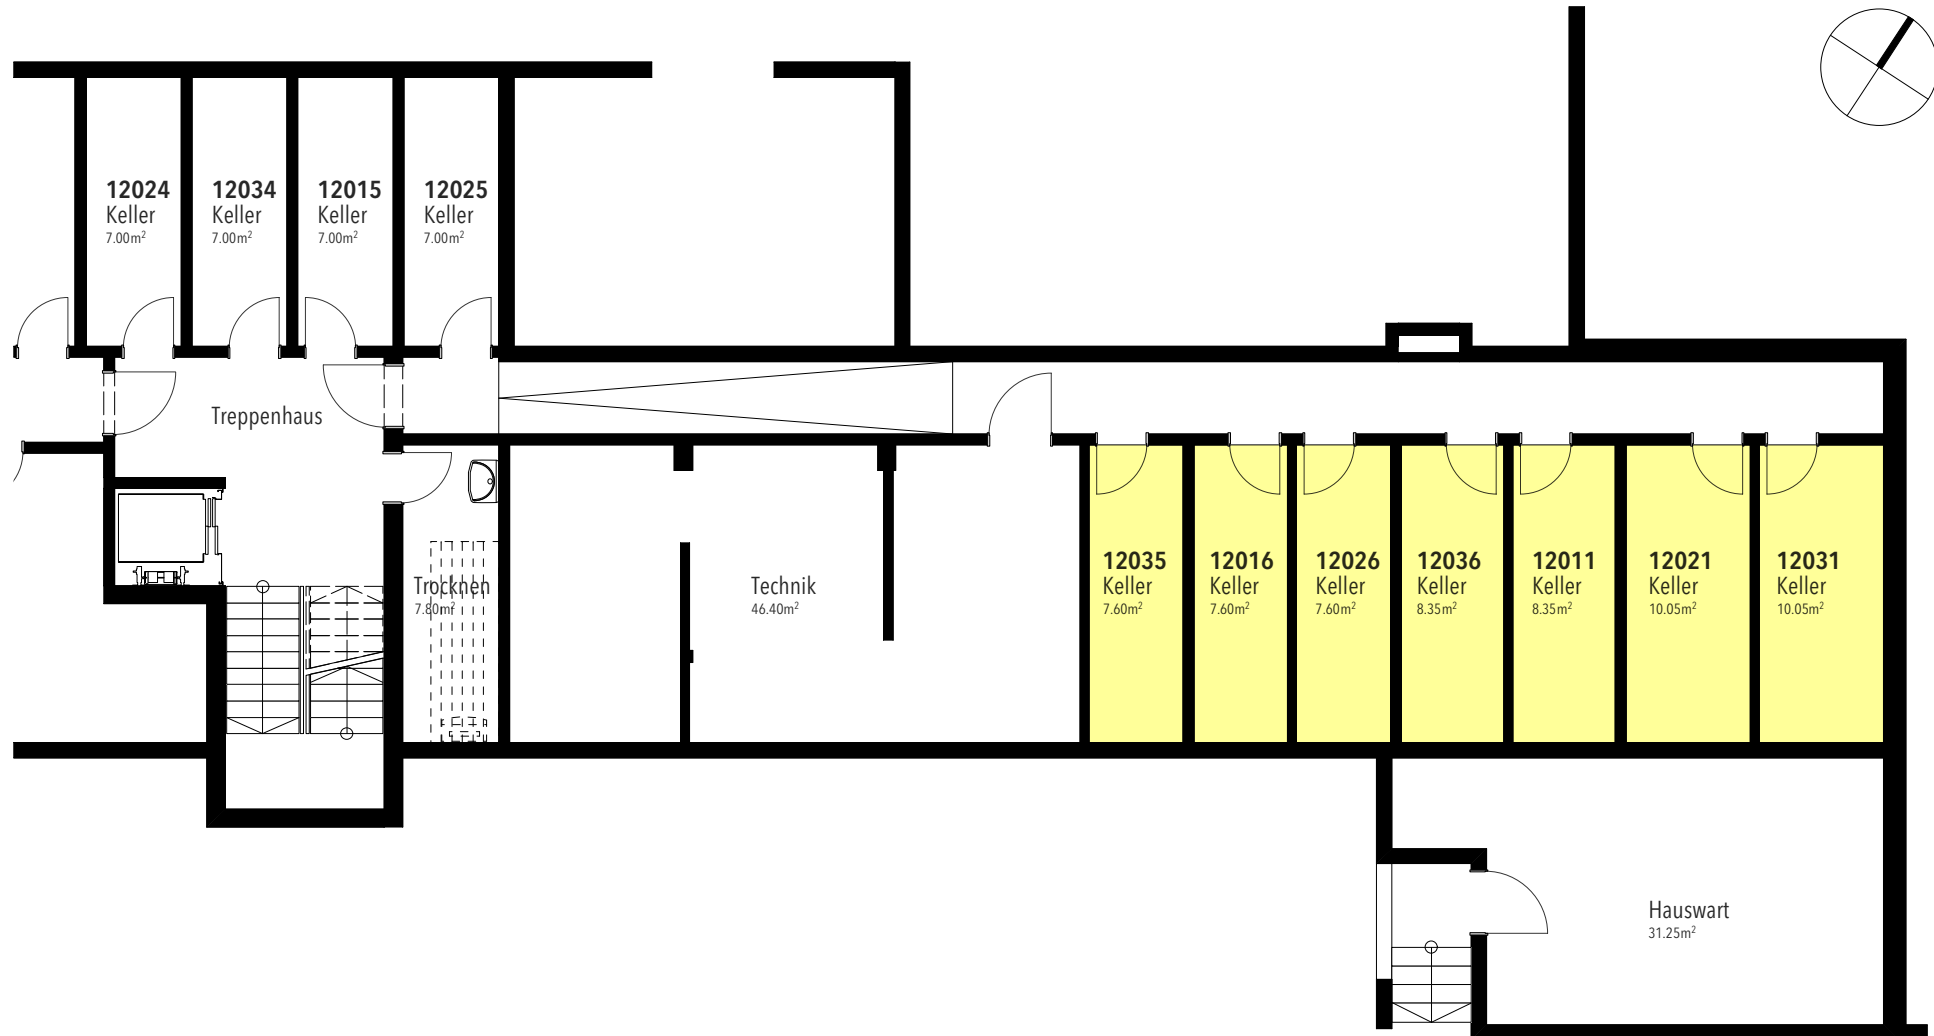 12024
Keller
7.00m²
12034
Keller
7.00m²
12015
Keller
7.00m²
12025
Keller
7.00m²
Treppenhaus
Trocknen
7.80m²
Technik
46.40m²
12035
Keller
7.60m²
12016
Keller
7.60m²
12026
Keller
7.60m²
12036
Keller
8.35m²
12011
Keller
8.35m²
12021
Keller
10.05m²
12031
Keller
10.05m²
Hauswart
31.25m²